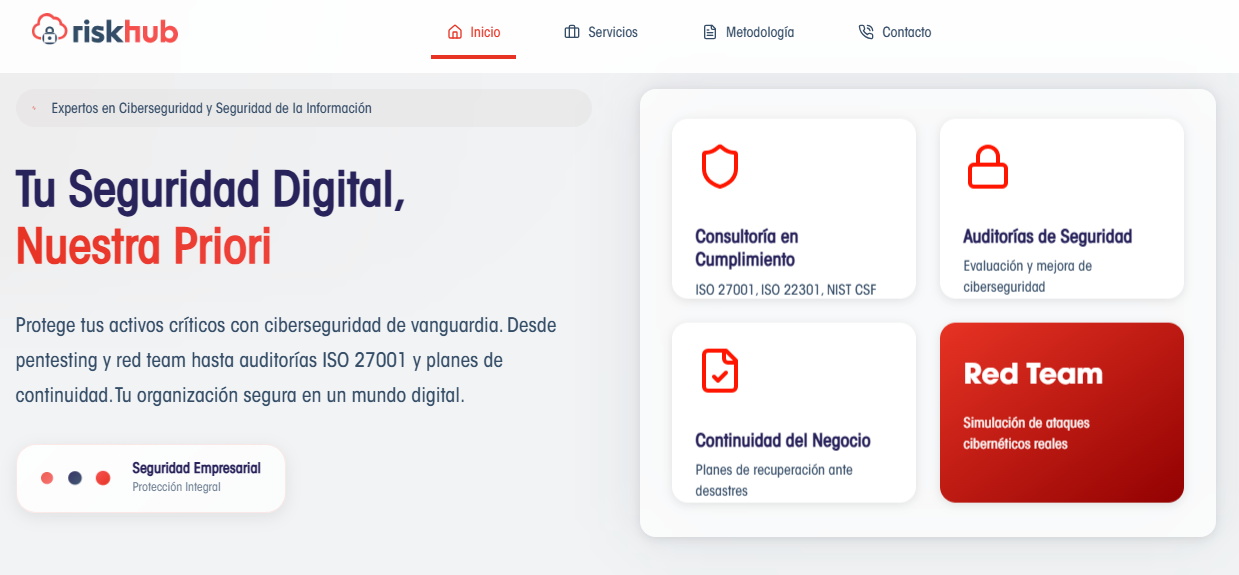 riskhub
Inicio
Servicios
Metodología
Contacto
Expertos en Ciberseguridad y Seguridad de la Información
Tu Seguridad Digital,
Nuestra Priori
Protege tus activos críticos con ciberseguridad de vanguardia. Desde
pentesting y red team hasta auditorías ISO 27001 y planes de
continuidad. Tu organización segura en un mundo digital.
Seguridad Empresarial
Protección Integral
Consultoría en
Cumplimiento
ISO 27001, ISO 22301, NIST CSF
Auditorías de Seguridad
Evaluación y mejora de
ciberseguridad
Continuidad del Negocio
Planes de recuperación ante
desastres
Red Team
Simulación de ataques
cibernéticos reales